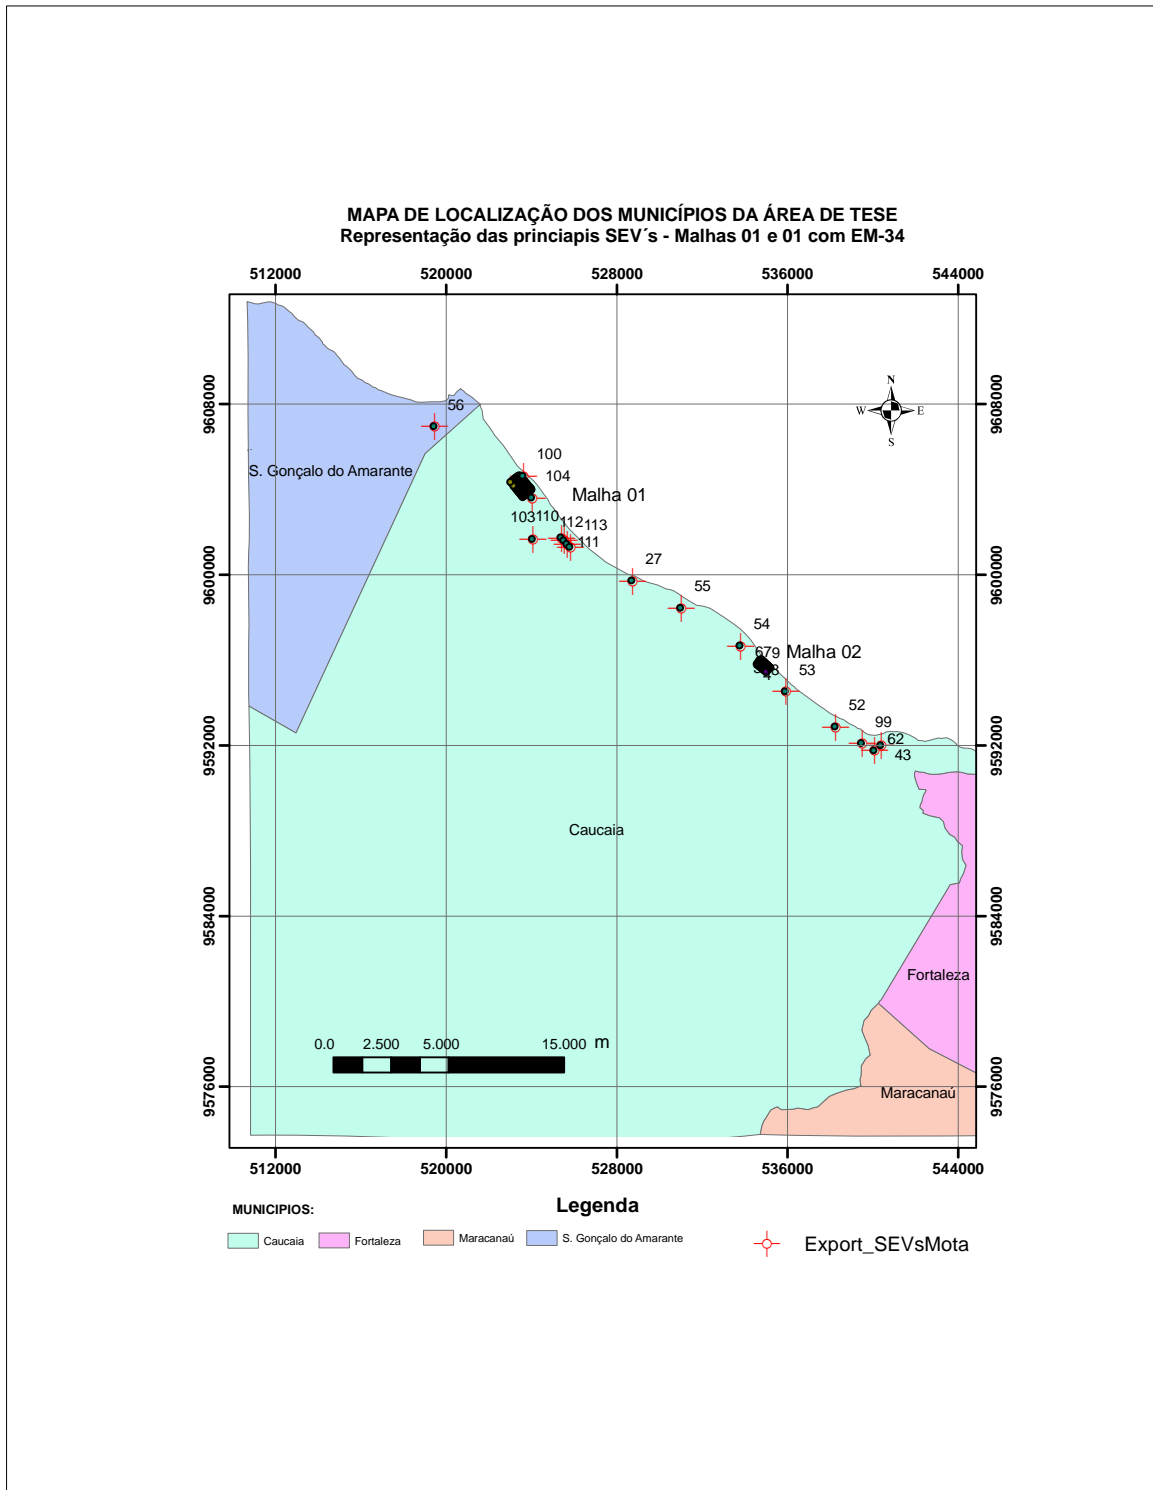 MAPA DE LOCALIZAÇÃO DOS MUNICÍPIOS DA ÁREA DE TESE
Representação das princiapis SEV´s - Malhas 01 e 01 com EM-34
512000 520000 528000 536000 544000
9608000 9608000
N
W E
S
56
S. Gonçalo do Amarante
100
104
Malha 01
103 110 112 113
111
27
9600000 9600000
55
54
Malha 02
679
53
52
99
62
43
9592000 9592000
Caucaia
9584000 9584000
Fortaleza
0.0 2.500 5.000 15.000 m
9576000 9576000
Maracanaú
512000 520000 528000 536000 544000
Legenda
MUNICIPIOS:
Caucaia Fortaleza Maracanaú S. Gonçalo do Amarante
Export_SEVsMota